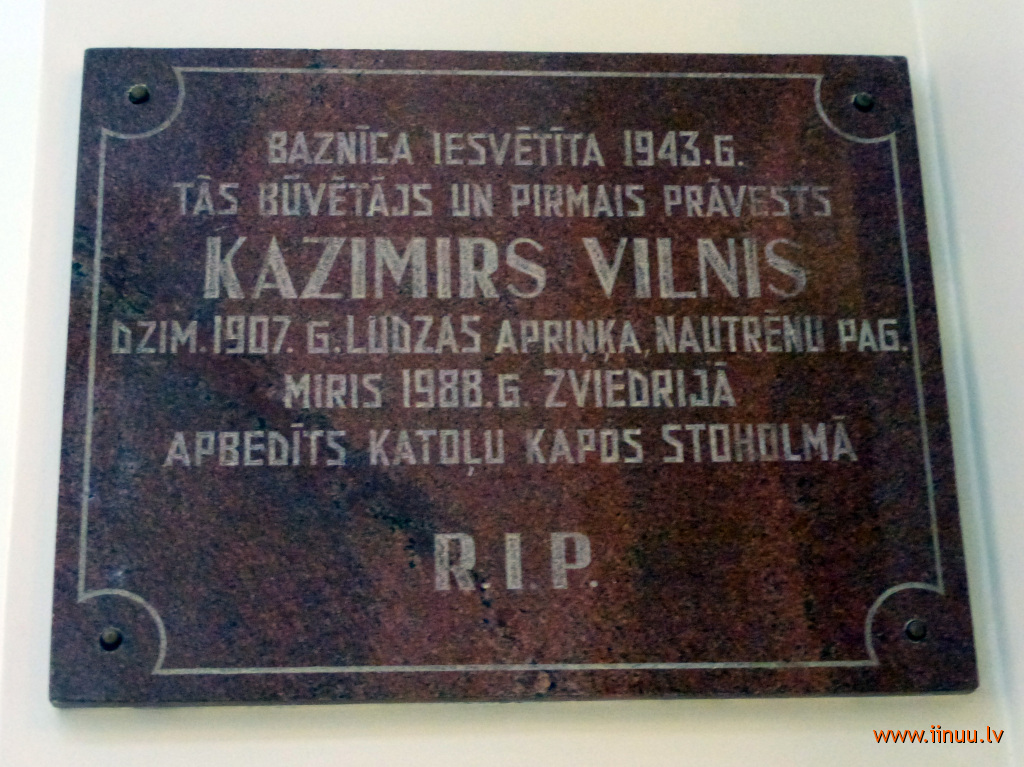 BAZNĪCA IESVĒTĪTA 1943.G.
TĀS BŪVĒTĀJS UN PIRMAIS PRĀVESTS
KAZIMIRS VILNIS
DZIM. 1907. G. LUDZAS APRIŅĶA, NAUTRĒNU PAG.
MIRIS 1988.G. ZVIEDRIJĀ
APBEDĪTS KATOĻU KAPOS STOHOLMĀ
R.I.P.
www.iinuu.lv